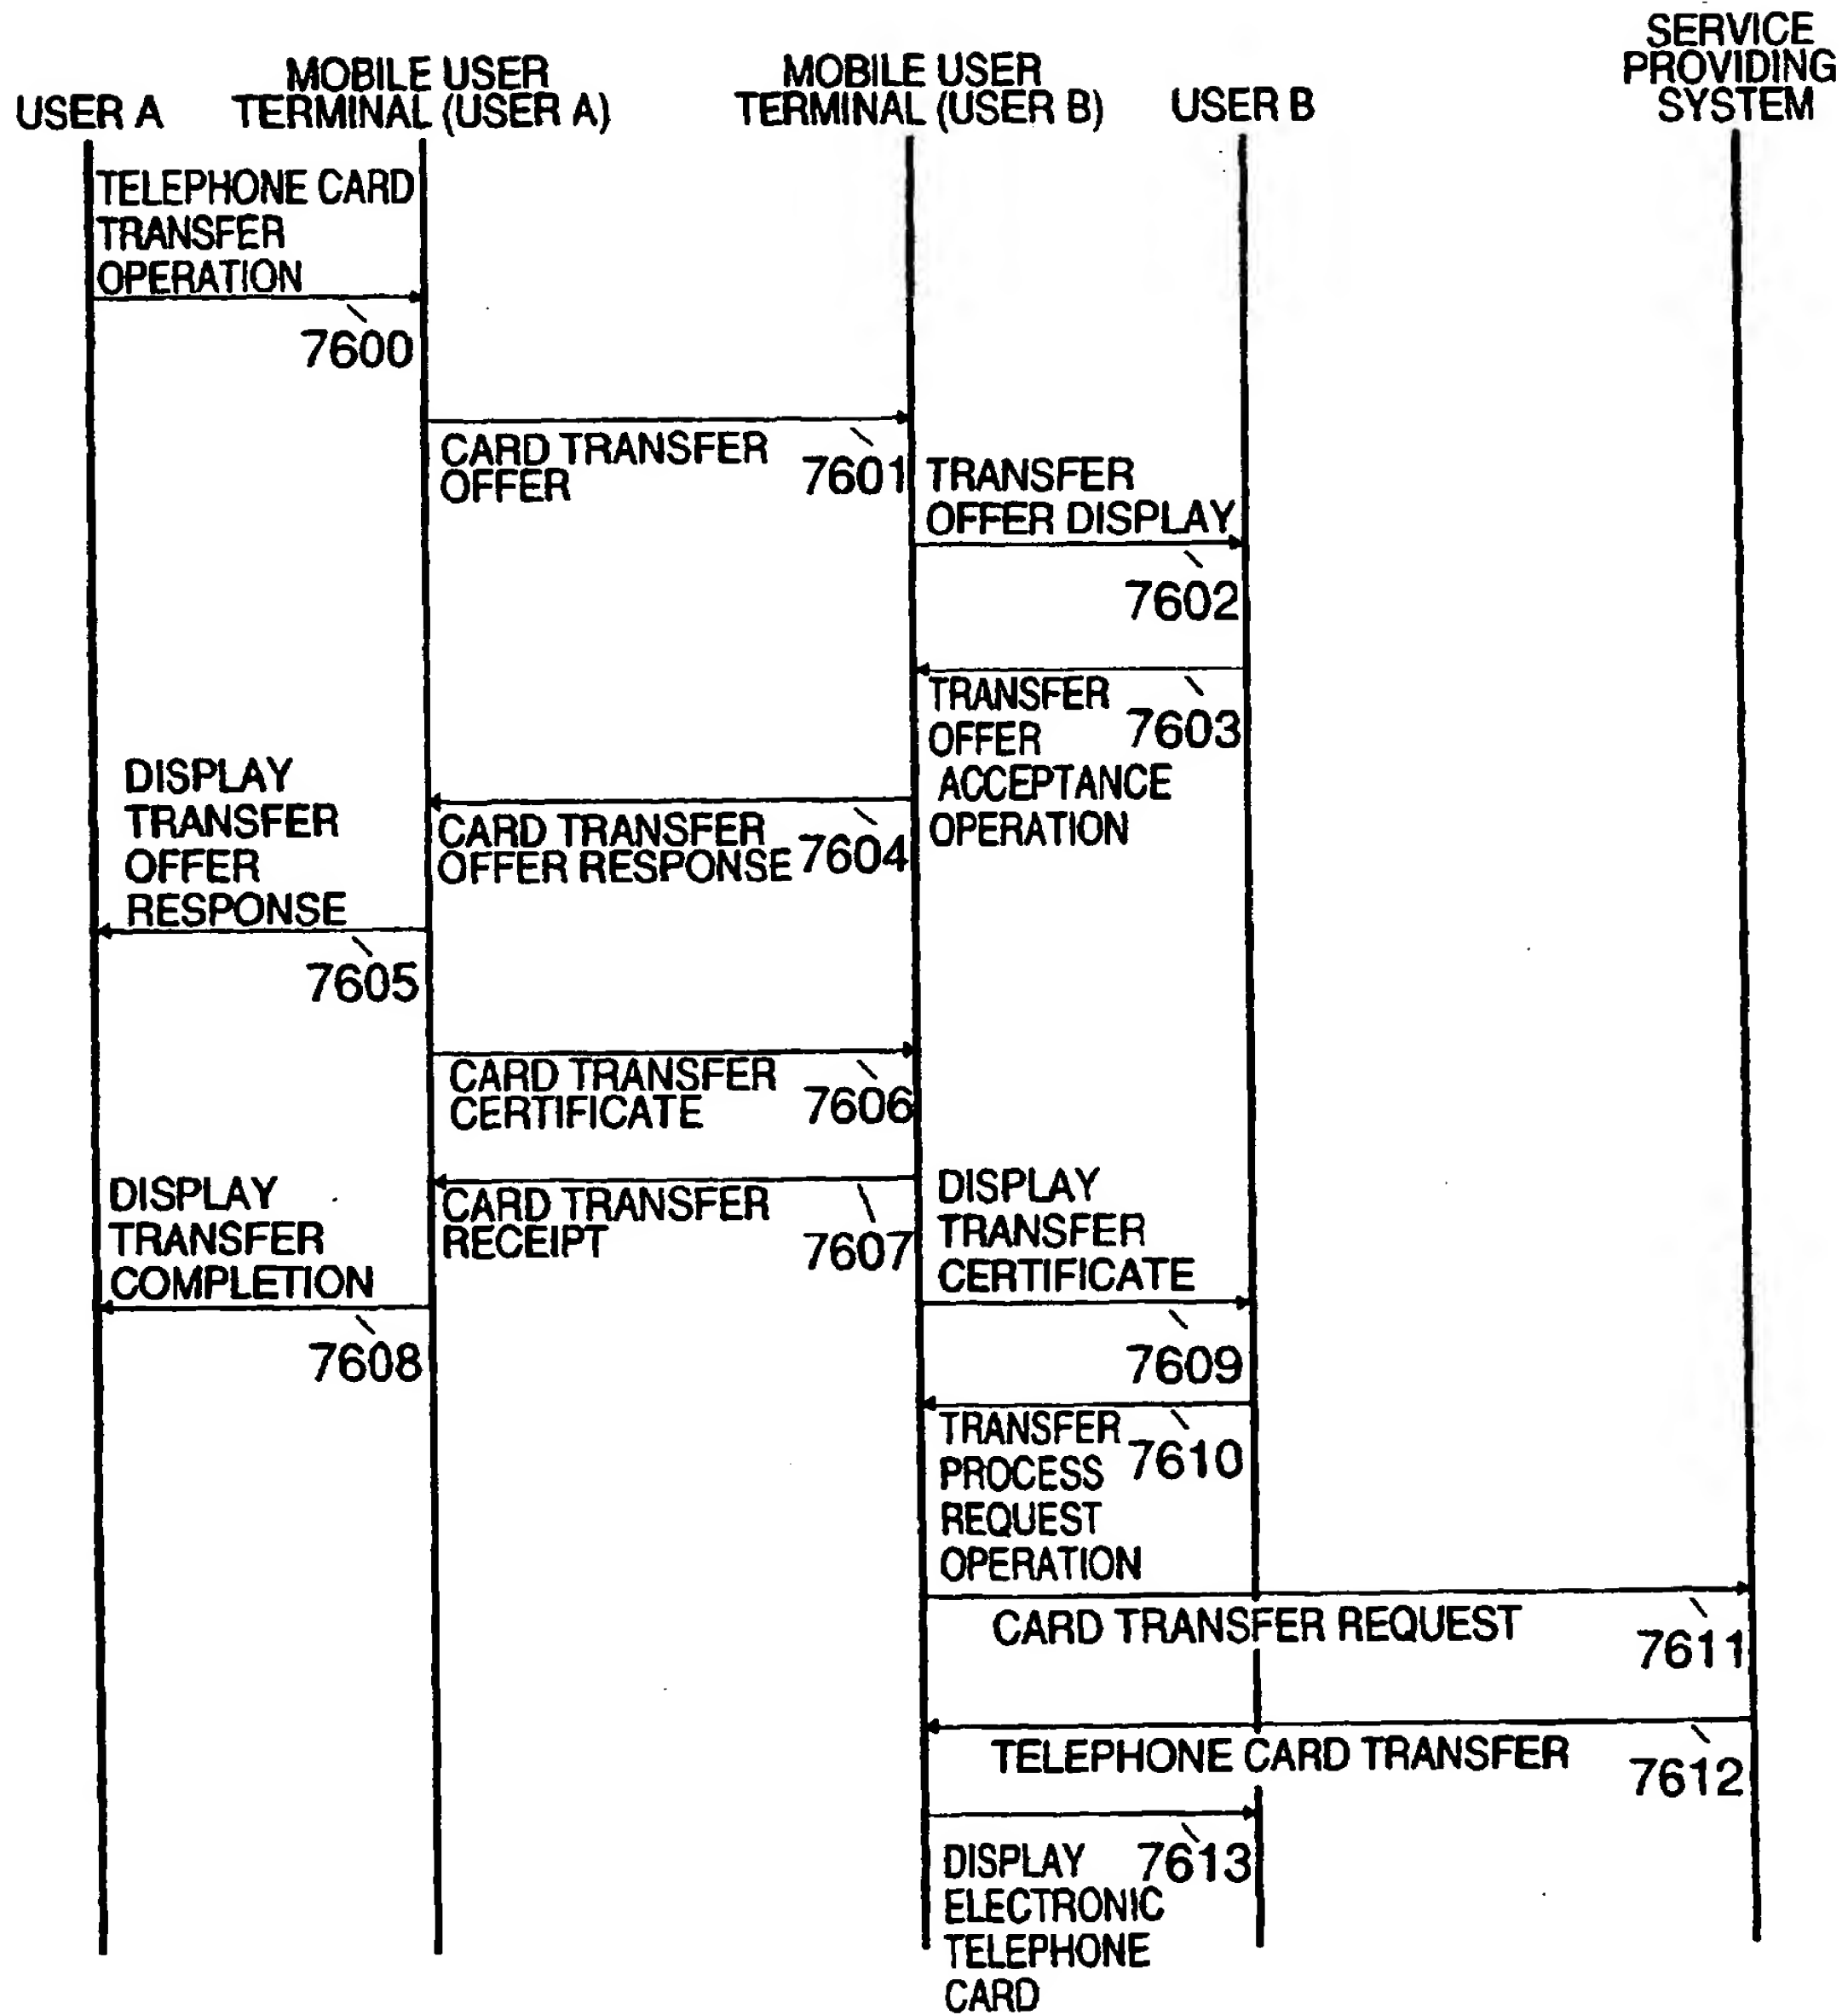 SERVICE
PROVIDING
SYSTEM
MOBILE USER
TERMINAL (USER A)
MOBILE USER
TERMINAL (USER B)
USER A
USER B
TELEPHONE CARD
TRANSFER
OPERATION
7600
CARD TRANSFER
OFFER
7601
TRANSFER
OFFER DISPLAY
7602
TRANSFER
OFFER
ACCEPTANCE
OPERATION
7603
CARD TRANSFER
OFFER RESPONSE
7604
DISPLAY
TRANSFER
OFFER
RESPONSE
7605
CARD TRANSFER
CERTIFICATE
7606
CARD TRANSFER
RECEIPT
7607
DISPLAY
TRANSFER
COMPLETION
7608
DISPLAY
TRANSFER
CERTIFICATE
7609
TRANSFER
PROCESS
REQUEST
OPERATION
7610
CARD TRANSFER REQUEST
7611
TELEPHONE CARD TRANSFER
7612
DISPLAY
ELECTRONIC
TELEPHONE
CARD
7613